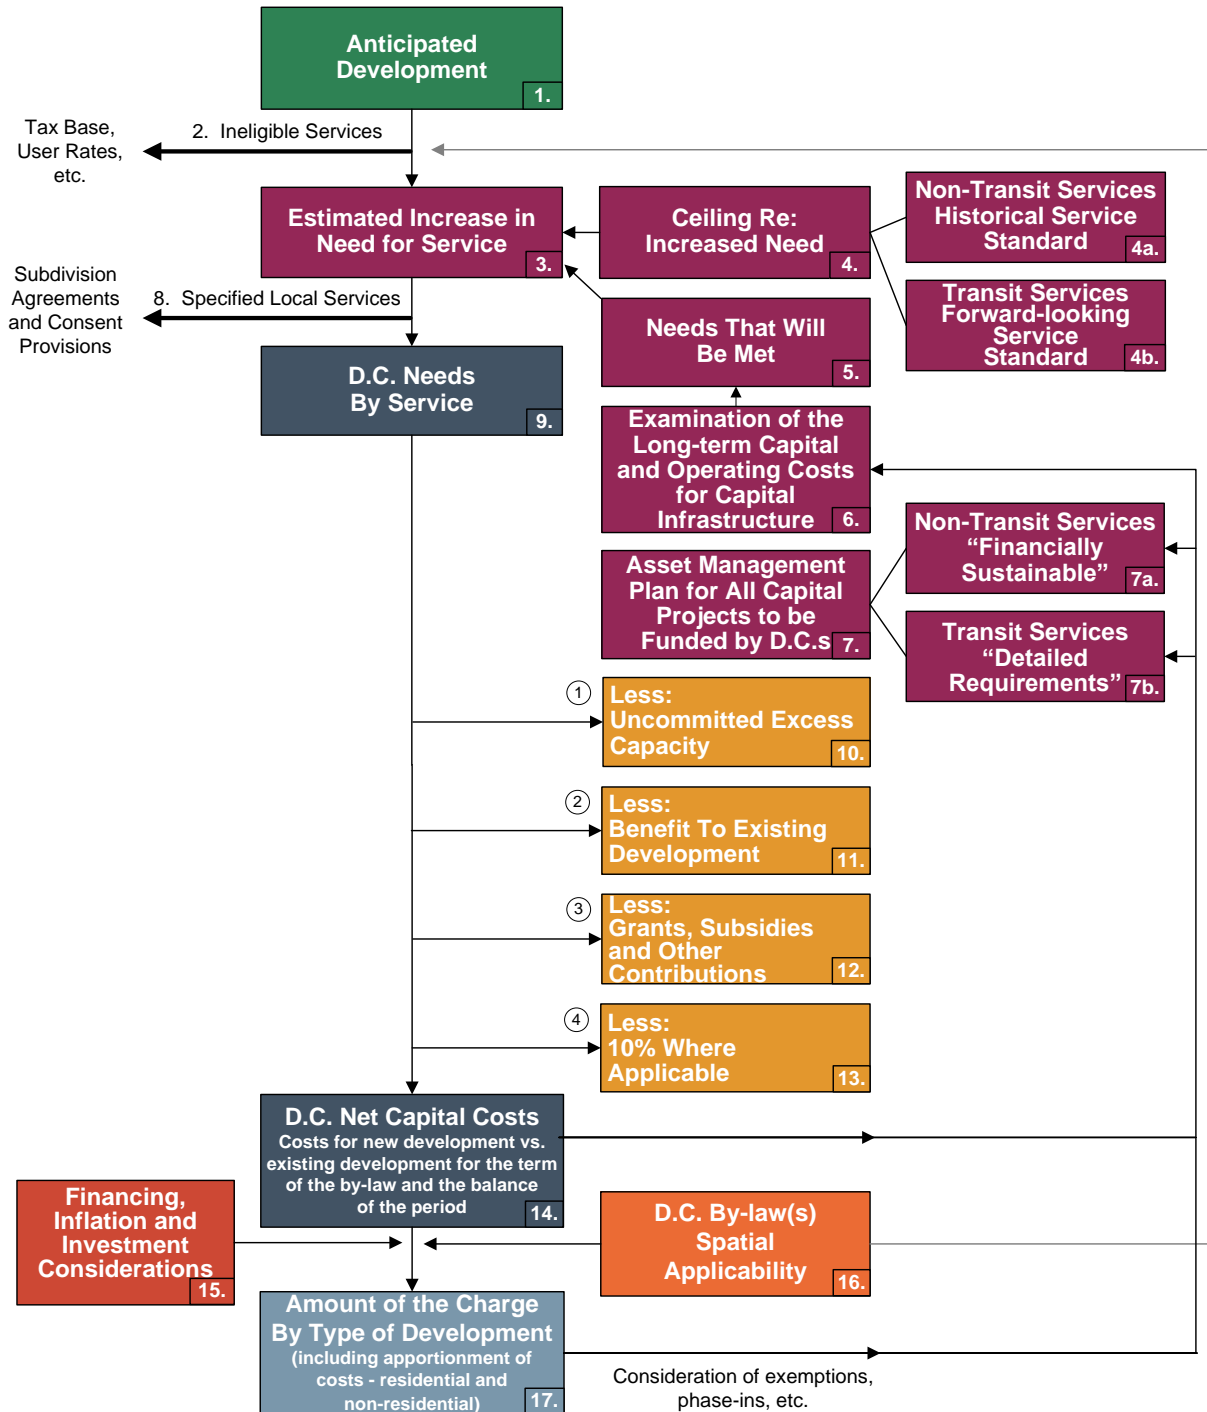 Anticipated
Development
1.
Tax Base,
User Rates,
etc.
2. Ineligible Services
Estimated Increase in
Need for Service
3.
Ceiling Re:
Increased Need
4.
Non-Transit Services
Historical Service
Standard
4a.
Transit Services
Forward-looking
Service
Standard
4b.
Subdivision
Agreements
and Consent
Provisions
8. Specified Local Services
Needs That Will
Be Met
5.
D.C. Needs
By Service
9.
Examination of the
Long-term Capital
and Operating Costs
for Capital
Infrastructure
6.
Asset Management
Plan for All Capital
Projects to be
Funded by D.C.s
7.
Non-Transit Services
“Financially
Sustainable”
7a.
Transit Services
“Detailed
Requirements”
7b.
1
Less:
Uncommitted Excess
Capacity
10.
2
Less:
Benefit To Existing
Development
11.
3
Less:
Grants, Subsidies
and Other
Contributions
12.
4
Less:
10% Where
Applicable
13.
D.C. Net Capital Costs
Costs for new development vs.
existing development for the term
of the by-law and the balance
of the period
14.
Financing,
Inflation and
Investment
Considerations
15.
D.C. By-law(s)
Spatial
Applicability
16.
Amount of the Charge
By Type of Development
(including apportionment of
costs - residential and
non-residential)
17.
Consideration of exemptions,
phase-ins, etc.